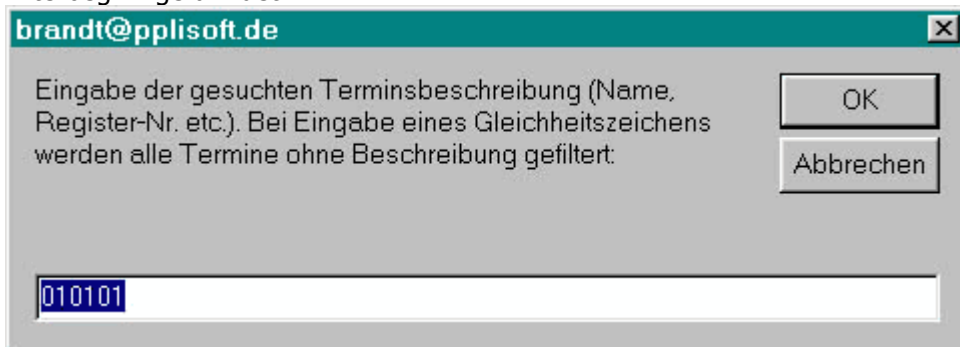 brandt@pplisoft.de
Eingabe der gesuchten Terminsbeschreibung (Name,
Register-Nr. etc.). Bei Eingabe eines Gleichheitszeichens
werden alle Termine ohne Beschreibung gefiltert:
OK
Abbrechen
010101